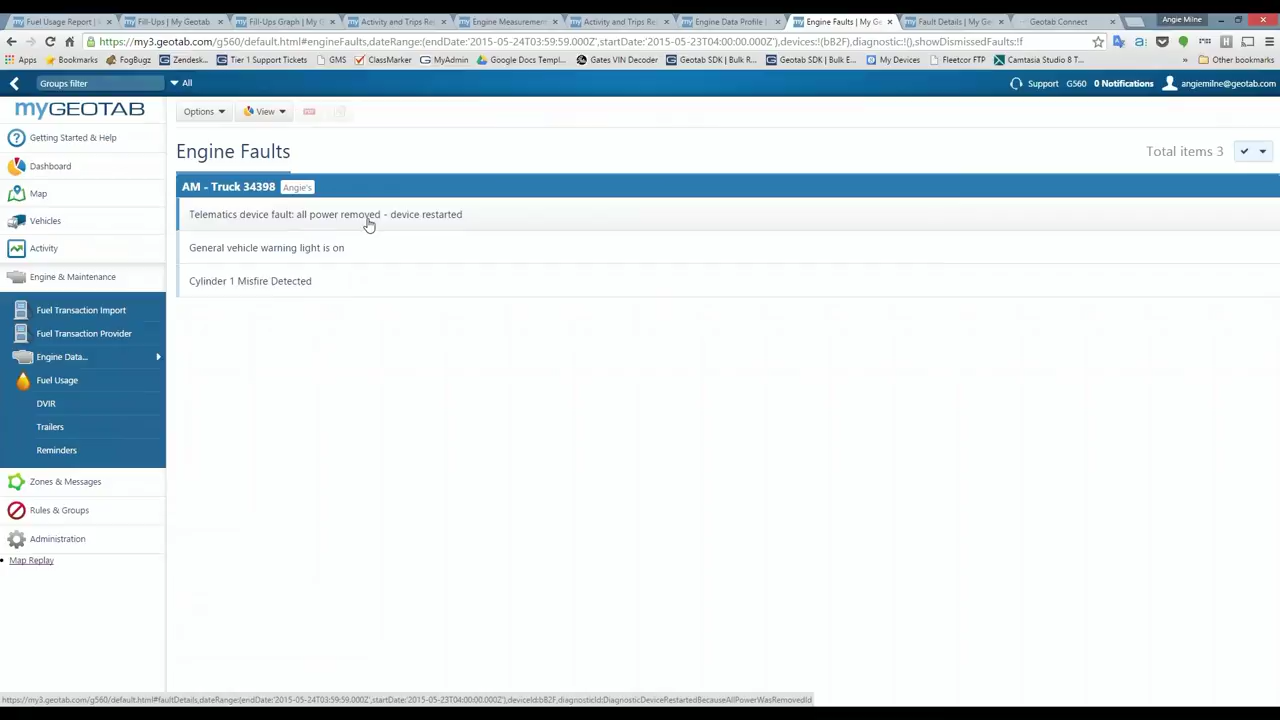 Fuel Usage Report |
Fill-Ups | My Geotab
Fill-Ups Graph | My G
Activity and Trips Re
Engine Measuremen
Activity and Trips Re
Engine Data Profile |
Engine Faults | My Ge
Fault Details | My Ge
Geotab Connect
Angie Milne
https://my3.geotab.com/g560/default.html#engineFaults,dateRange:(endDate:'2015-05-24T03:59:59.000Z',startDate:'2015-05-23T04:00:00.000Z'),devices:!(bB2F),diagnostic:!(),showDismissedFaults:!f
Apps
Bookmarks
FogBugz
Zendesk...
Tier 1 Support Tickets
GMS
ClassMarker
MyAdmin
Google Docs Templ...
Gates VIN Decoder
Geotab SDK | Bulk R...
Geotab SDK | Bulk E...
My Devices
Fleetcor FTP
Camtasia Studio 8 T...
»
Other bookmarks
Groups filter
All
Support
G560
0 Notifications
angiemilne@geotab.com
myGEOTAB
Options
View
Getting Started & Help
Dashboard
Map
Vehicles
Activity
Engine & Maintenance
Fuel Transaction Import
Fuel Transaction Provider
Engine Data...
Fuel Usage
DVIR
Trailers
Reminders
Zones & Messages
Rules & Groups
Administration
Map Replay
Engine Faults
Total items 3
AM - Truck 34398 Angie's
Telematics device fault: all power removed - device restarted
General vehicle warning light is on
Cylinder 1 Misfire Detected
https://my3.geotab.com/g560/default.html#faultDetails,dateRange:(endDate:'2015-05-24T03:59:59.000Z',startDate:'2015-05-23T04:00:00.000Z'),deviceId:bB2F,diagnosticId:DiagnosticDeviceRestartedBecauseAllPowerWasRemovedId